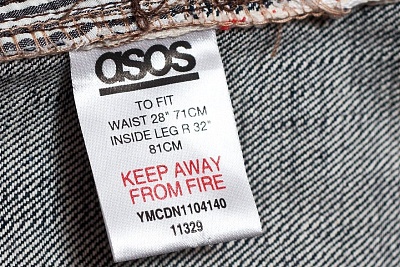 asos
TO FIT
WAIST 28" 71CM
INSIDE LEG R 32"
81CM
KEEP AWAY
FROM FIRE
YMCDN1104140
11329